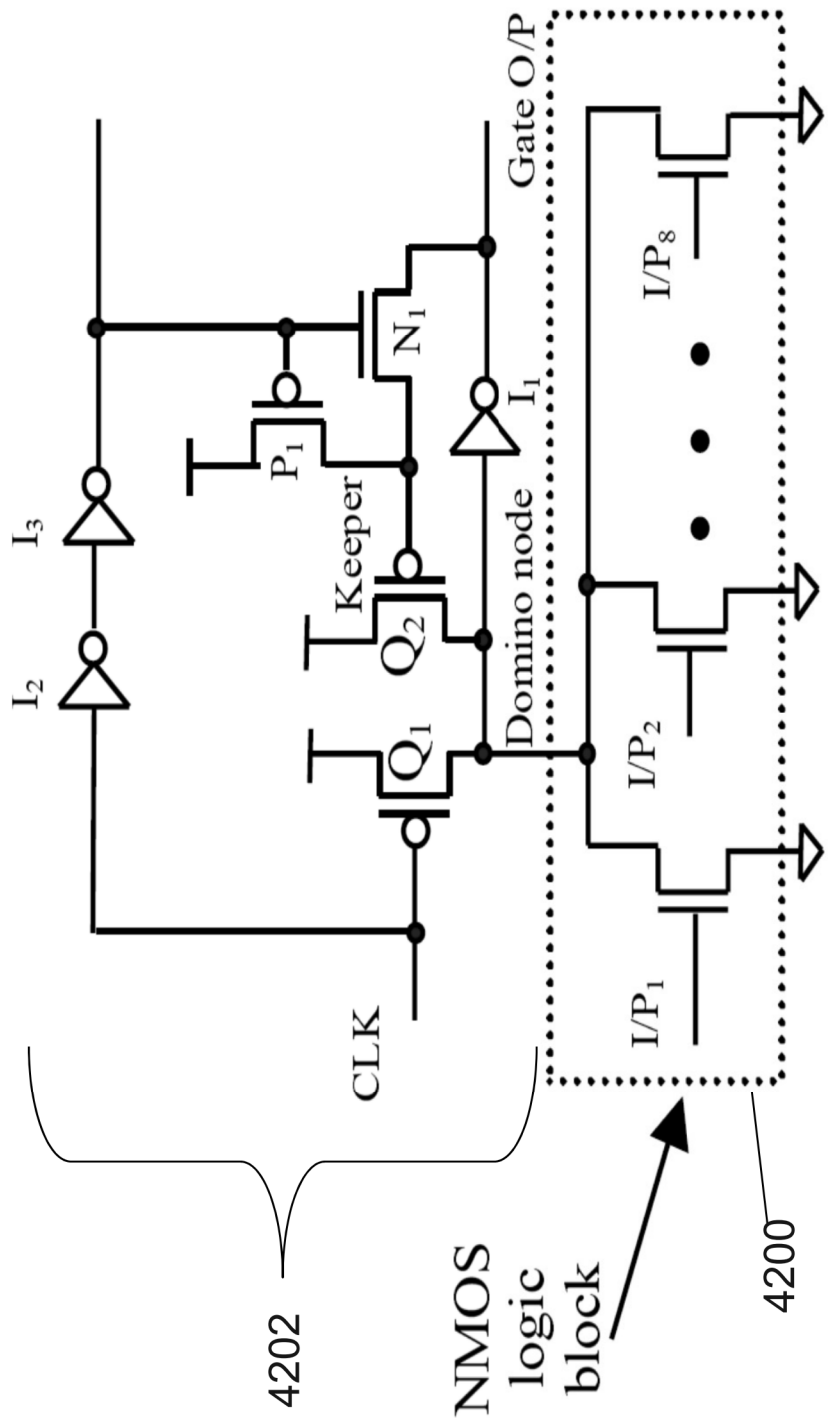 I₂
I₃
P₁
Keeper
N₁
Q₁
Q₂
I₁
CLK
Domino node
Gate O/P
I/P₁
I/P₂
I/P₈
NMOS
logic
block
4202
4200